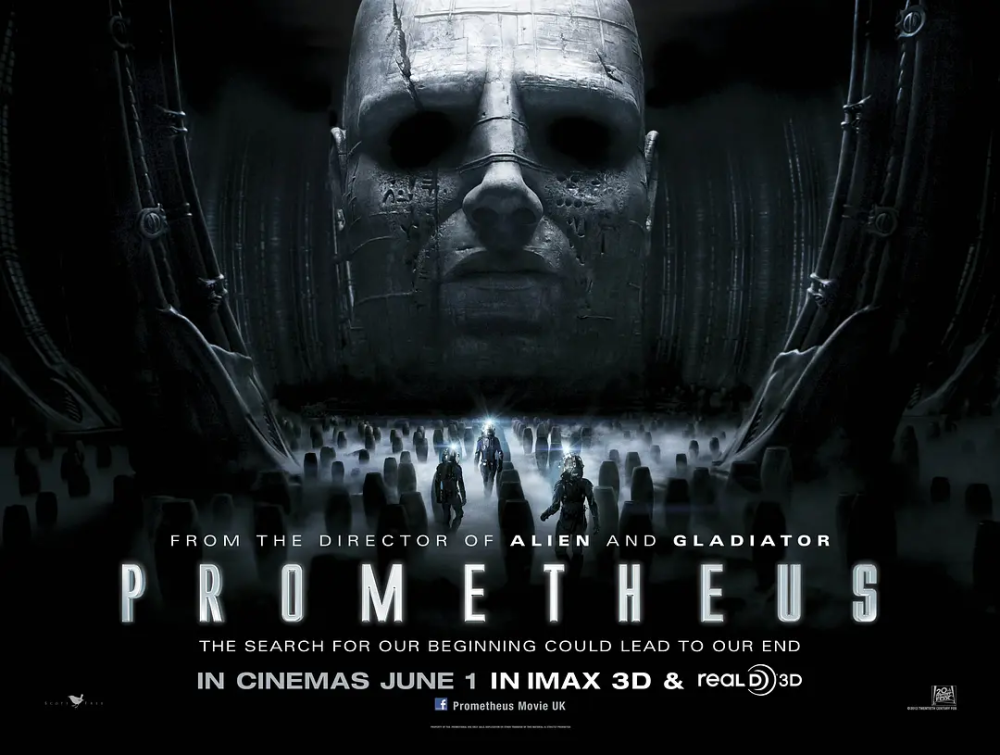 FROM THE DIRECTOR OF ALIEN AND GLADIATOR
PROMETHEUS
THE SEARCH FOR OUR BEGINNING COULD LEAD TO OUR END
IN CINEMAS JUNE 1 IN IMAX 3D & REALD 3D
f Prometheus Movie UK